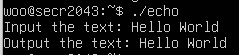 woo@secr2043:~$ ./echo
Input the text: Hello World
Output the text: Hello World